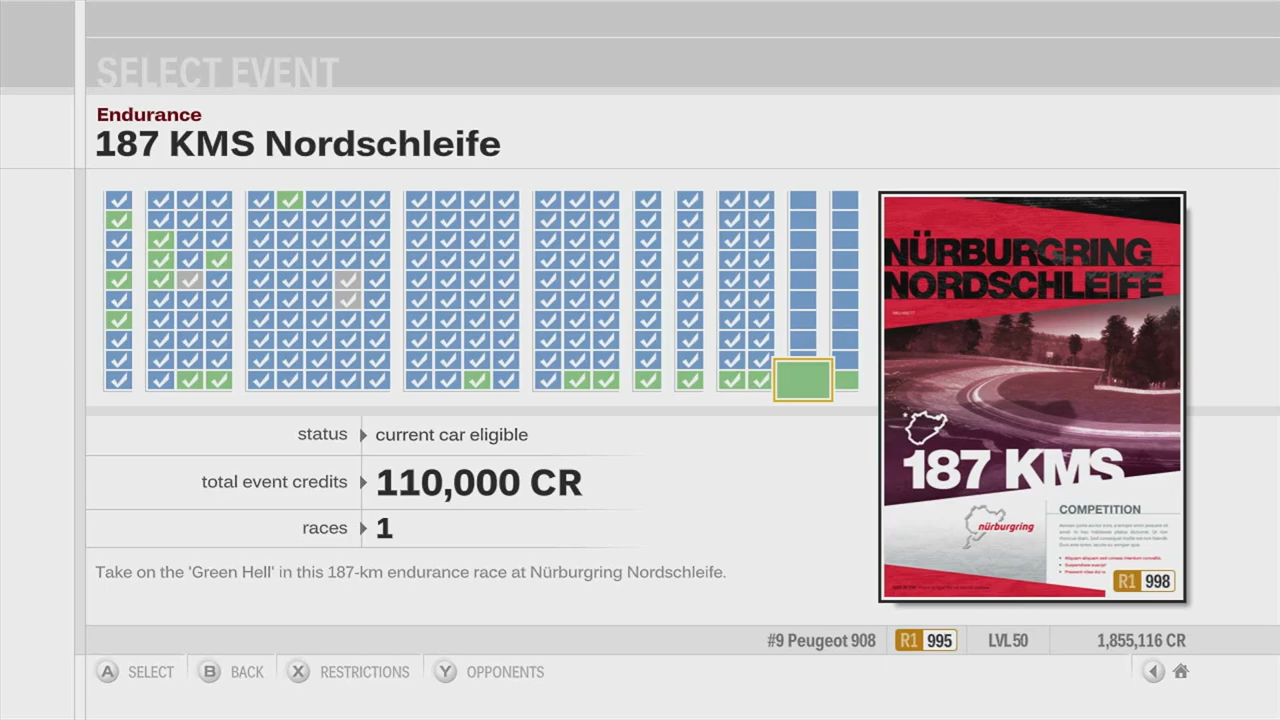 SELECT EVENT
Endurance
187 KMS Nordschleife
NÜRBURGRING
NORDSCHLEIFE
187 KMS
COMPETITION
nürburgring
R1 998
status current car eligible
total event credits 110,000 CR
races 1
Take on the 'Green Hell' in this 187-km endurance race at Nürburgring Nordschleife.
#9 Peugeot 908 R1 995 LVL 50 1,855,116 CR
A SELECT B BACK X RESTRICTIONS Y OPPONENTS